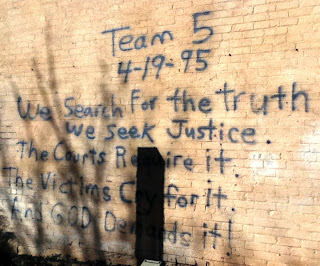 Team 5
4-19-95
We Search for the truth
We seek Justice.
The Courts Require it.
The Victims Cry for it.
And GOD Demands it!